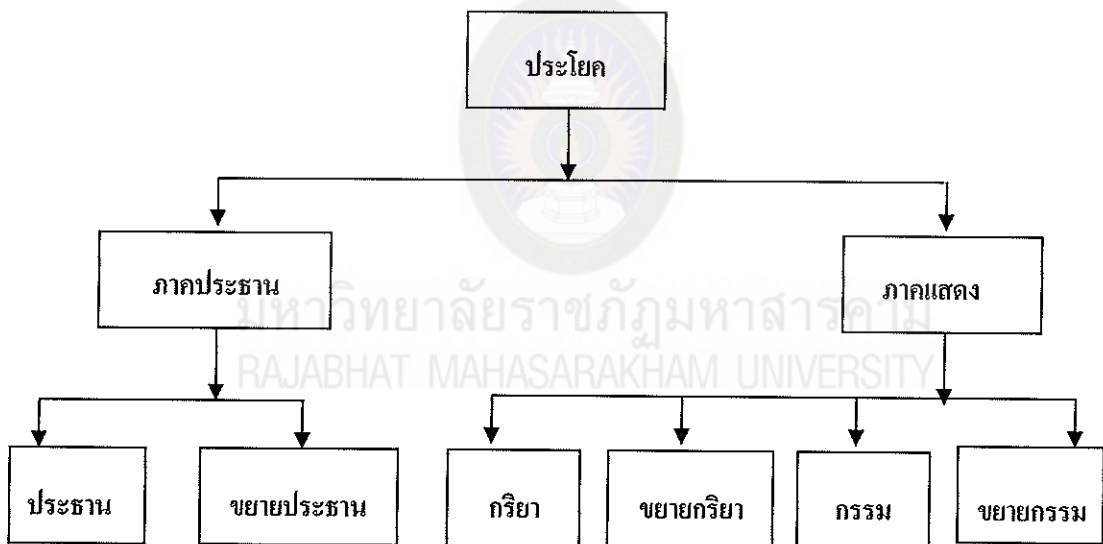 ประโยค
ภาคประธาน
ภาคแสดง
มหาวิทยาลัยราชภัฏมหาสารคาม
RAJABHAT MAHASARAKHAM UNIVERSITY
ประธาน
ขยายประธาน
กริยา
ขยายกริยา
กรรม
ขยายกรรม